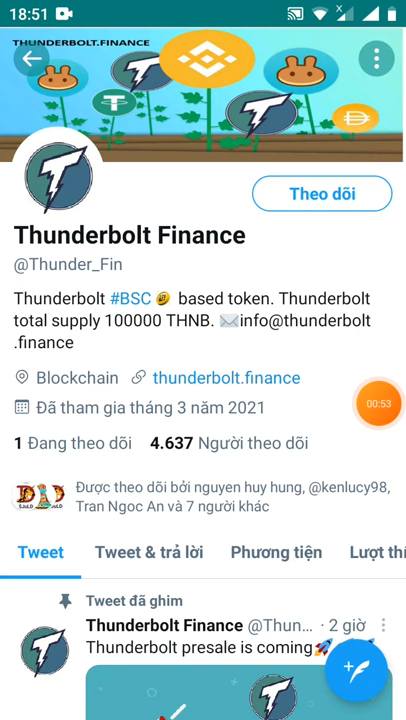 18:51
THUNDERBOLT.FINANCE
Theo dõi
Thunderbolt Finance
@Thunder_Fin
Thunderbolt #BSC based token. Thunderbolt
total supply 100000 THNB. ✉️info@thunderbolt
.finance
Blockchain thunderbolt.finance
Đã tham gia tháng 3 năm 2021
00:53
1 Đang theo dõi 4.637 Người theo dõi
Được theo dõi bởi nguyen huy hung, @kenlucy98,
Tran Ngoc An và 7 người khác
Tweet Tweet & trả lời Phương tiện Lượt thí
Tweet đã ghim
Thunderbolt Finance @Thun... · 2 giờ
Thunderbolt presale is coming🚀